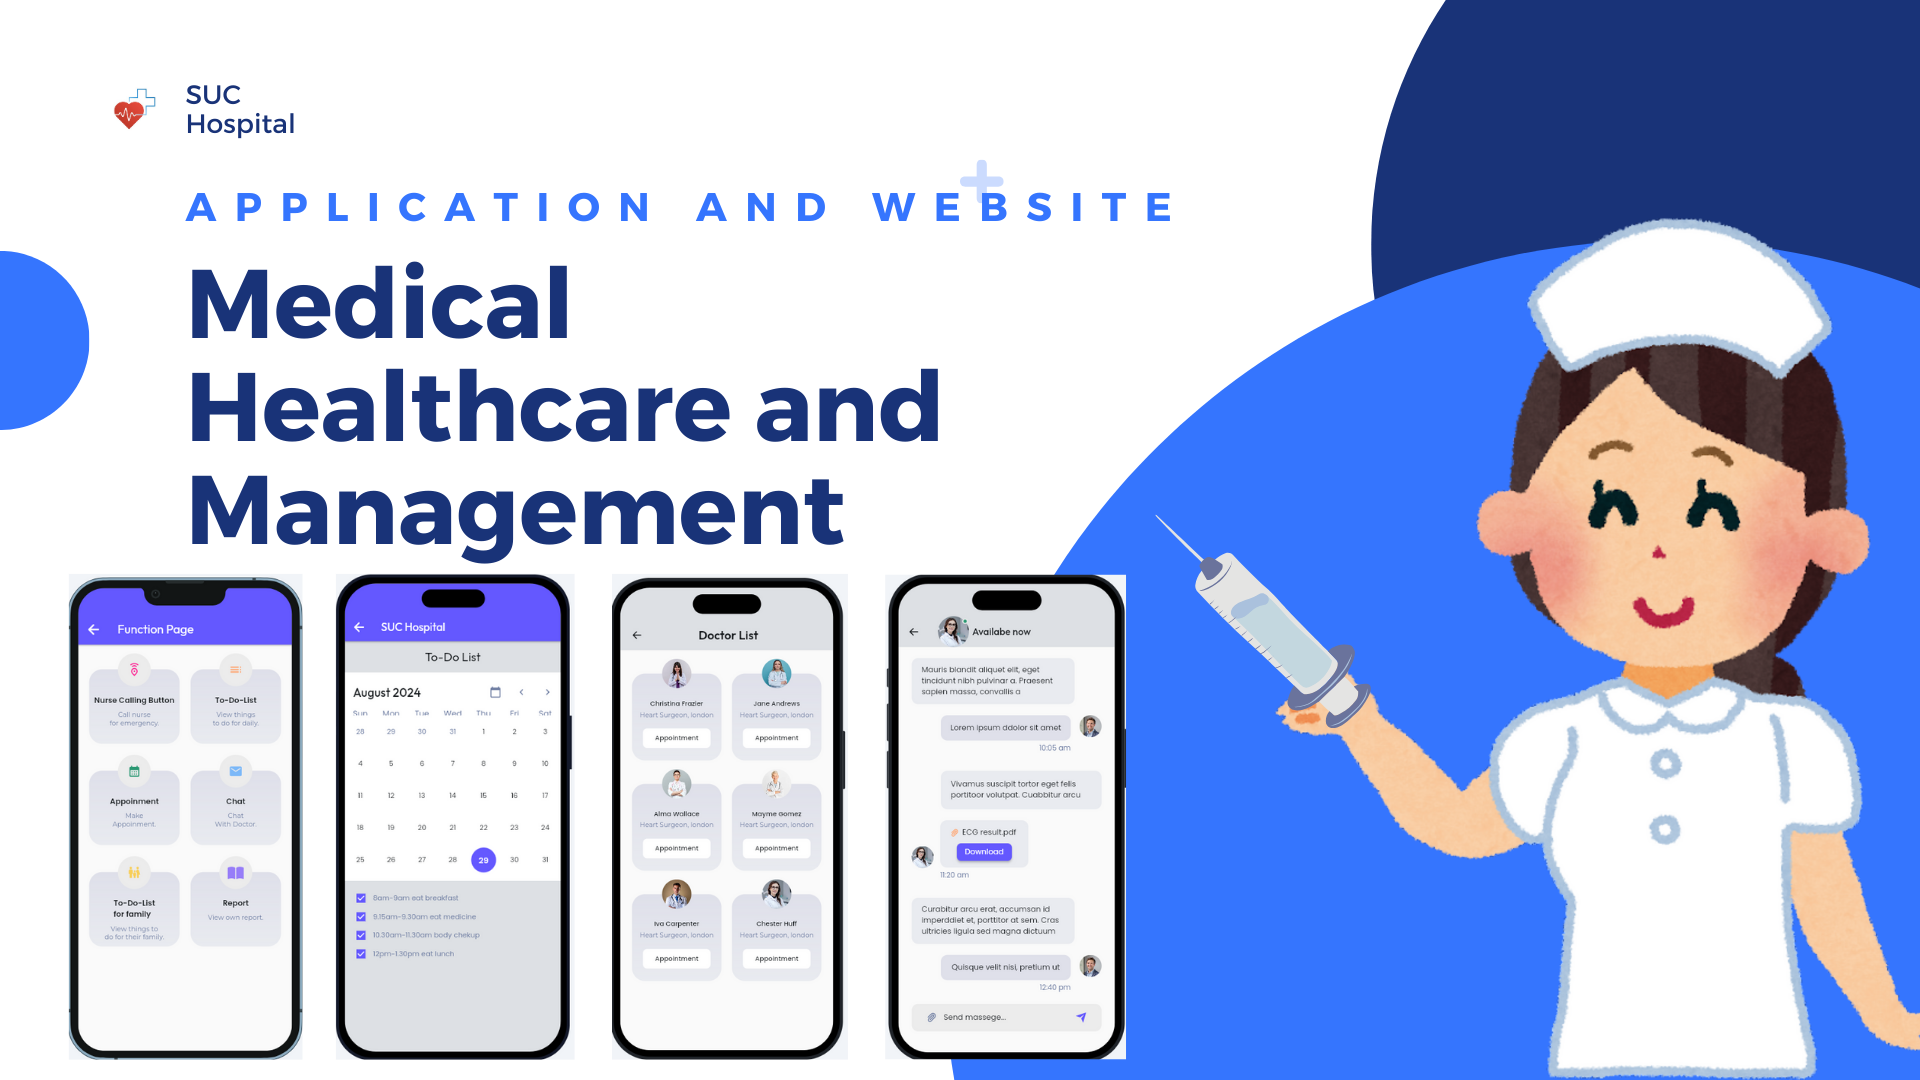 SUC
Hospital
APPLICATION AND WEBSITE
Medical
Healthcare and
Management
Function Page
Nurse Calling Button
Call nurse
for emergency.
To-Do-List
View things
to do for daily.
Appoinment
Make
Appoinment.
Chat
Chat
With Doctor.
To-Do-List
for family
View things to
do for their family.
Report
View own report.
SUC Hospital
To-Do List
August 2024
Sun Mon Tue Wed Thu Fri Sat
28 29 30 31 1 2 3
4 5 6 7 8 9 10
11 12 13 14 15 16 17
18 19 20 21 22 23 24
25 26 27 28 29 30 31
8am-9am eat breakfast
9.15am-9.30am eat medicine
10.30am-11.30am body chekup
12pm-1.30pm eat lunch
Doctor List
Christina Frazier
Heart Surgeon, london
Appointment
Jane Andrews
Heart Surgeon, london
Appointment
Alma Wallace
Heart Surgeon, london
Appointment
Mayme Gomez
Heart Surgeon, london
Appointment
Iva Carpenter
Heart Surgeon, london
Appointment
Chester Huff
Heart Surgeon, london
Appointment
Availabe now
Mauris blandit aliquet elit, eget
tincidunt nibh pulvinar a. Praesent
sapien massa, convallis a
Lorem ipsum ddolor sit amet
10:05 am
Vivamus suscipit tortor eget felis
portitoor volutpat. Cuabbitur arcu
ECG result.pdf
Download
11:20 am
Curabitur arcu erat, accumsan id
imperdiet et, porttitor at sem. Cras
ultricies ligula sed magna dictuum
Quisque velit nisi, pretium ut
12:40 pm
Send massege...